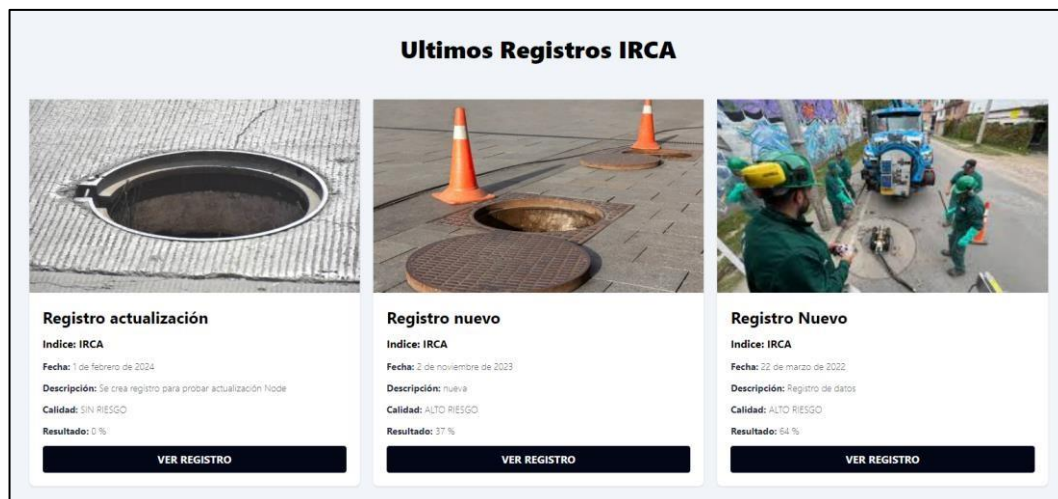 Ultimos Registros IRCA
Registro actualización
Indice: IRCA
Fecha: 1 de febrero de 2024
Descripción: Se crea registro para probar actualización Node
Calidad: SIN RIESGO
Resultado: 0 %
VER REGISTRO
Registro nuevo
Indice: IRCA
Fecha: 2 de noviembre de 2023
Descripción: nueva
Calidad: ALTO RIESGO
Resultado: 37 %
VER REGISTRO
Registro Nuevo
Indice: IRCA
Fecha: 22 de marzo de 2022
Descripción: Registro de datos
Calidad: ALTO RIESGO
Resultado: 64 %
VER REGISTRO